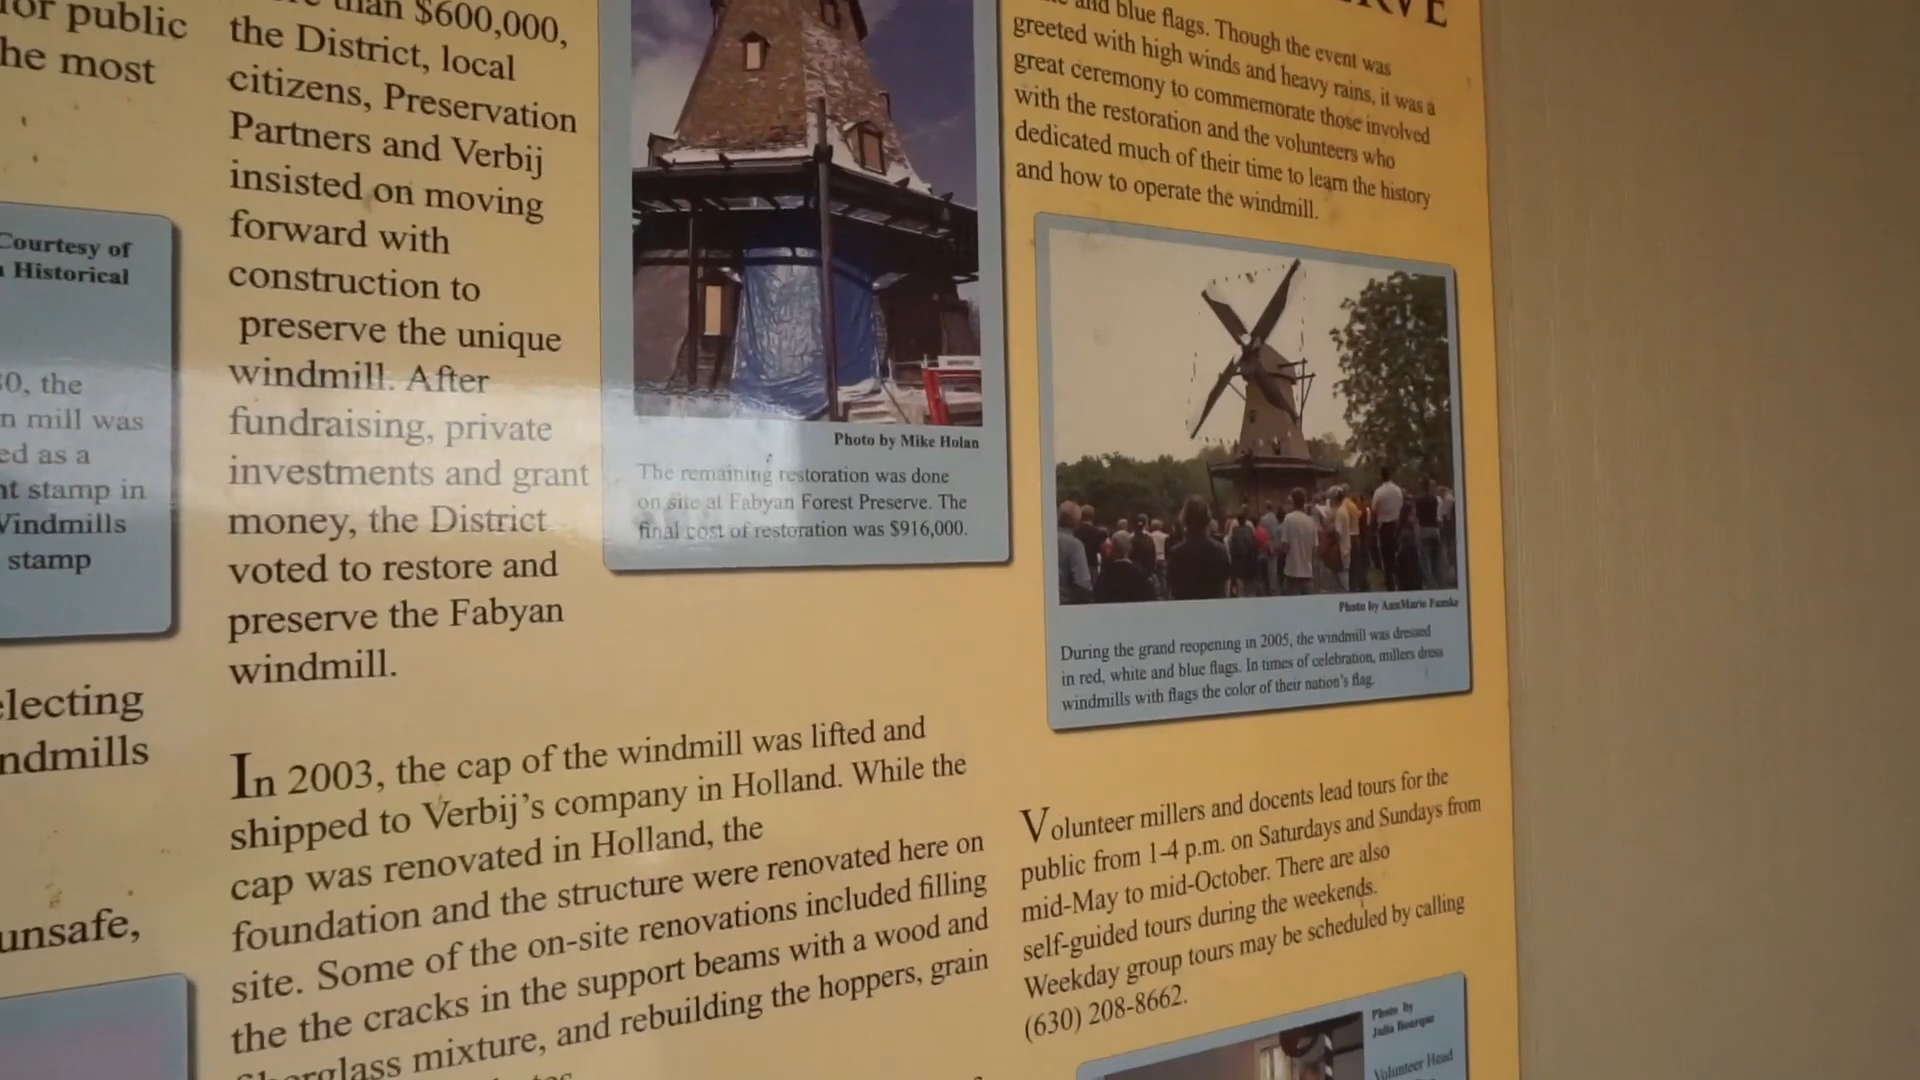 for public
he most
Courtesy of
Historical
0, the
n mill was
ed as a
nt stamp in
Windmills
stamp
electing
ndmills
unsafe,
than $600,000,
the District, local
citizens, Preservation
Partners and Verbij
insisted on moving
forward with
construction to
preserve the unique
windmill. After
fundraising, private
investments and grant
money, the District
voted to restore and
preserve the Fabyan
windmill.
Photo by Mike Holan
The remaining restoration was done
on site at Fabyan Forest Preserve. The
final cost of restoration was $916,000.
In 2003, the cap of the windmill was lifted and
shipped to Verbij's company in Holland. While the
cap was renovated in Holland, the
foundation and the structure were renovated here on
site. Some of the on-site renovations included filling
the the cracks in the support beams with a wood and
fiberglass mixture, and rebuilding the hoppers, grain
and blue flags. Though the event was
greeted with high winds and heavy rains, it was a
great ceremony to commemorate those involved
with the restoration and the volunteers who
dedicated much of their time to learn the history
and how to operate the windmill.
Photo by AnnMarie
During the grand reopening in 2005, the windmill was dressed
in red, white and blue flags. In times of celebration, millers dress
windmills with flags the color of their nation's flag.
Volunteer millers and docents lead tours for the
public from 1-4 p.m. on Saturdays and Sundays from
mid-May to mid-October. There are also
self-guided tours during the weekends.
Weekday group tours may be scheduled by calling
(630) 208-8662.
Photo by
Julia Bourque
Volunteer Head